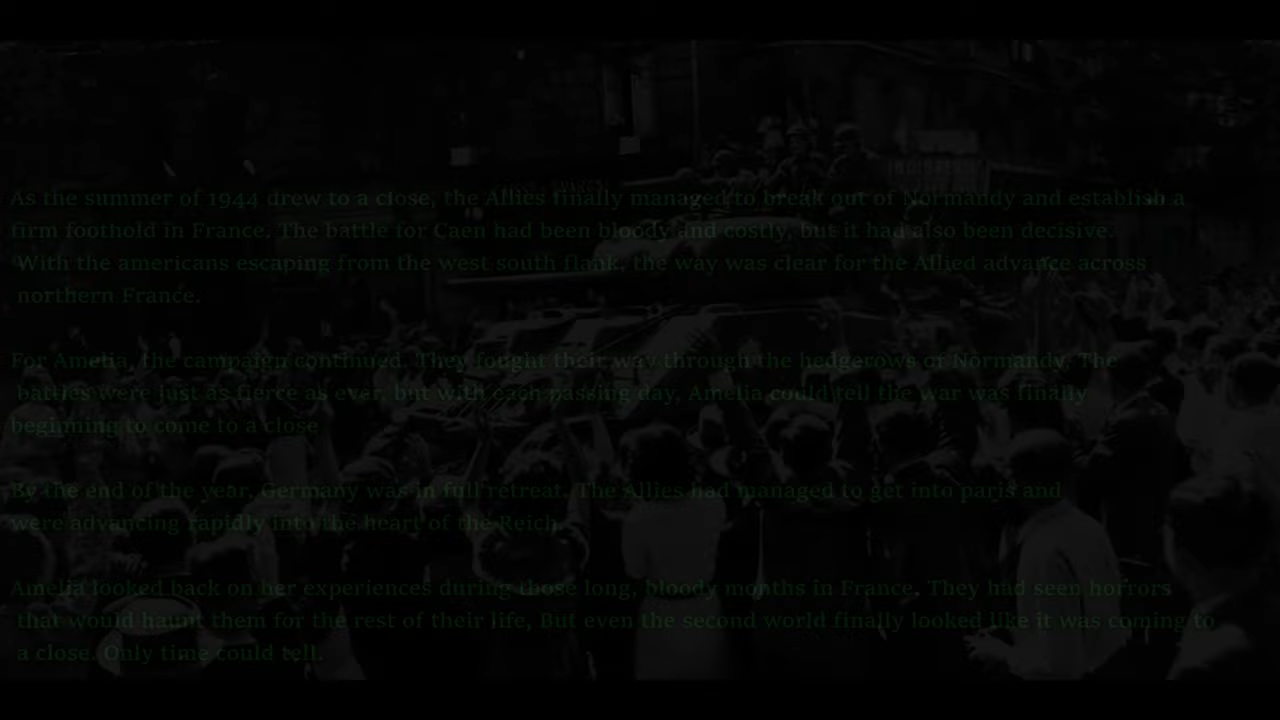 As the summer of 1944 drew to a close, the Allies finally managed to break out of Normandy and establish a
firm foothold in France. The battle for Caen had been bloody and costly, but it had also been decisive.
With the americans escaping from the west south flank, the way was clear for the Allied advance across
northern France.
For Amelia, the campaign continued. They fought their way through the hedgerows of Normandy. The
battles were just as fierce as ever, but with each passing day, Amelia could tell the war was finally
beginning to come to a close
By the end of the year, Germany was in full retreat. The Allies had managed to get into paris and
were advancing rapidly into the heart of the Reich.
Amelia looked back on her experiences during those long, bloody months in France. They had seen horrors
that would haunt them for the rest of their life, But even the second world finally looked like it was coming to
a close. Only time could tell.